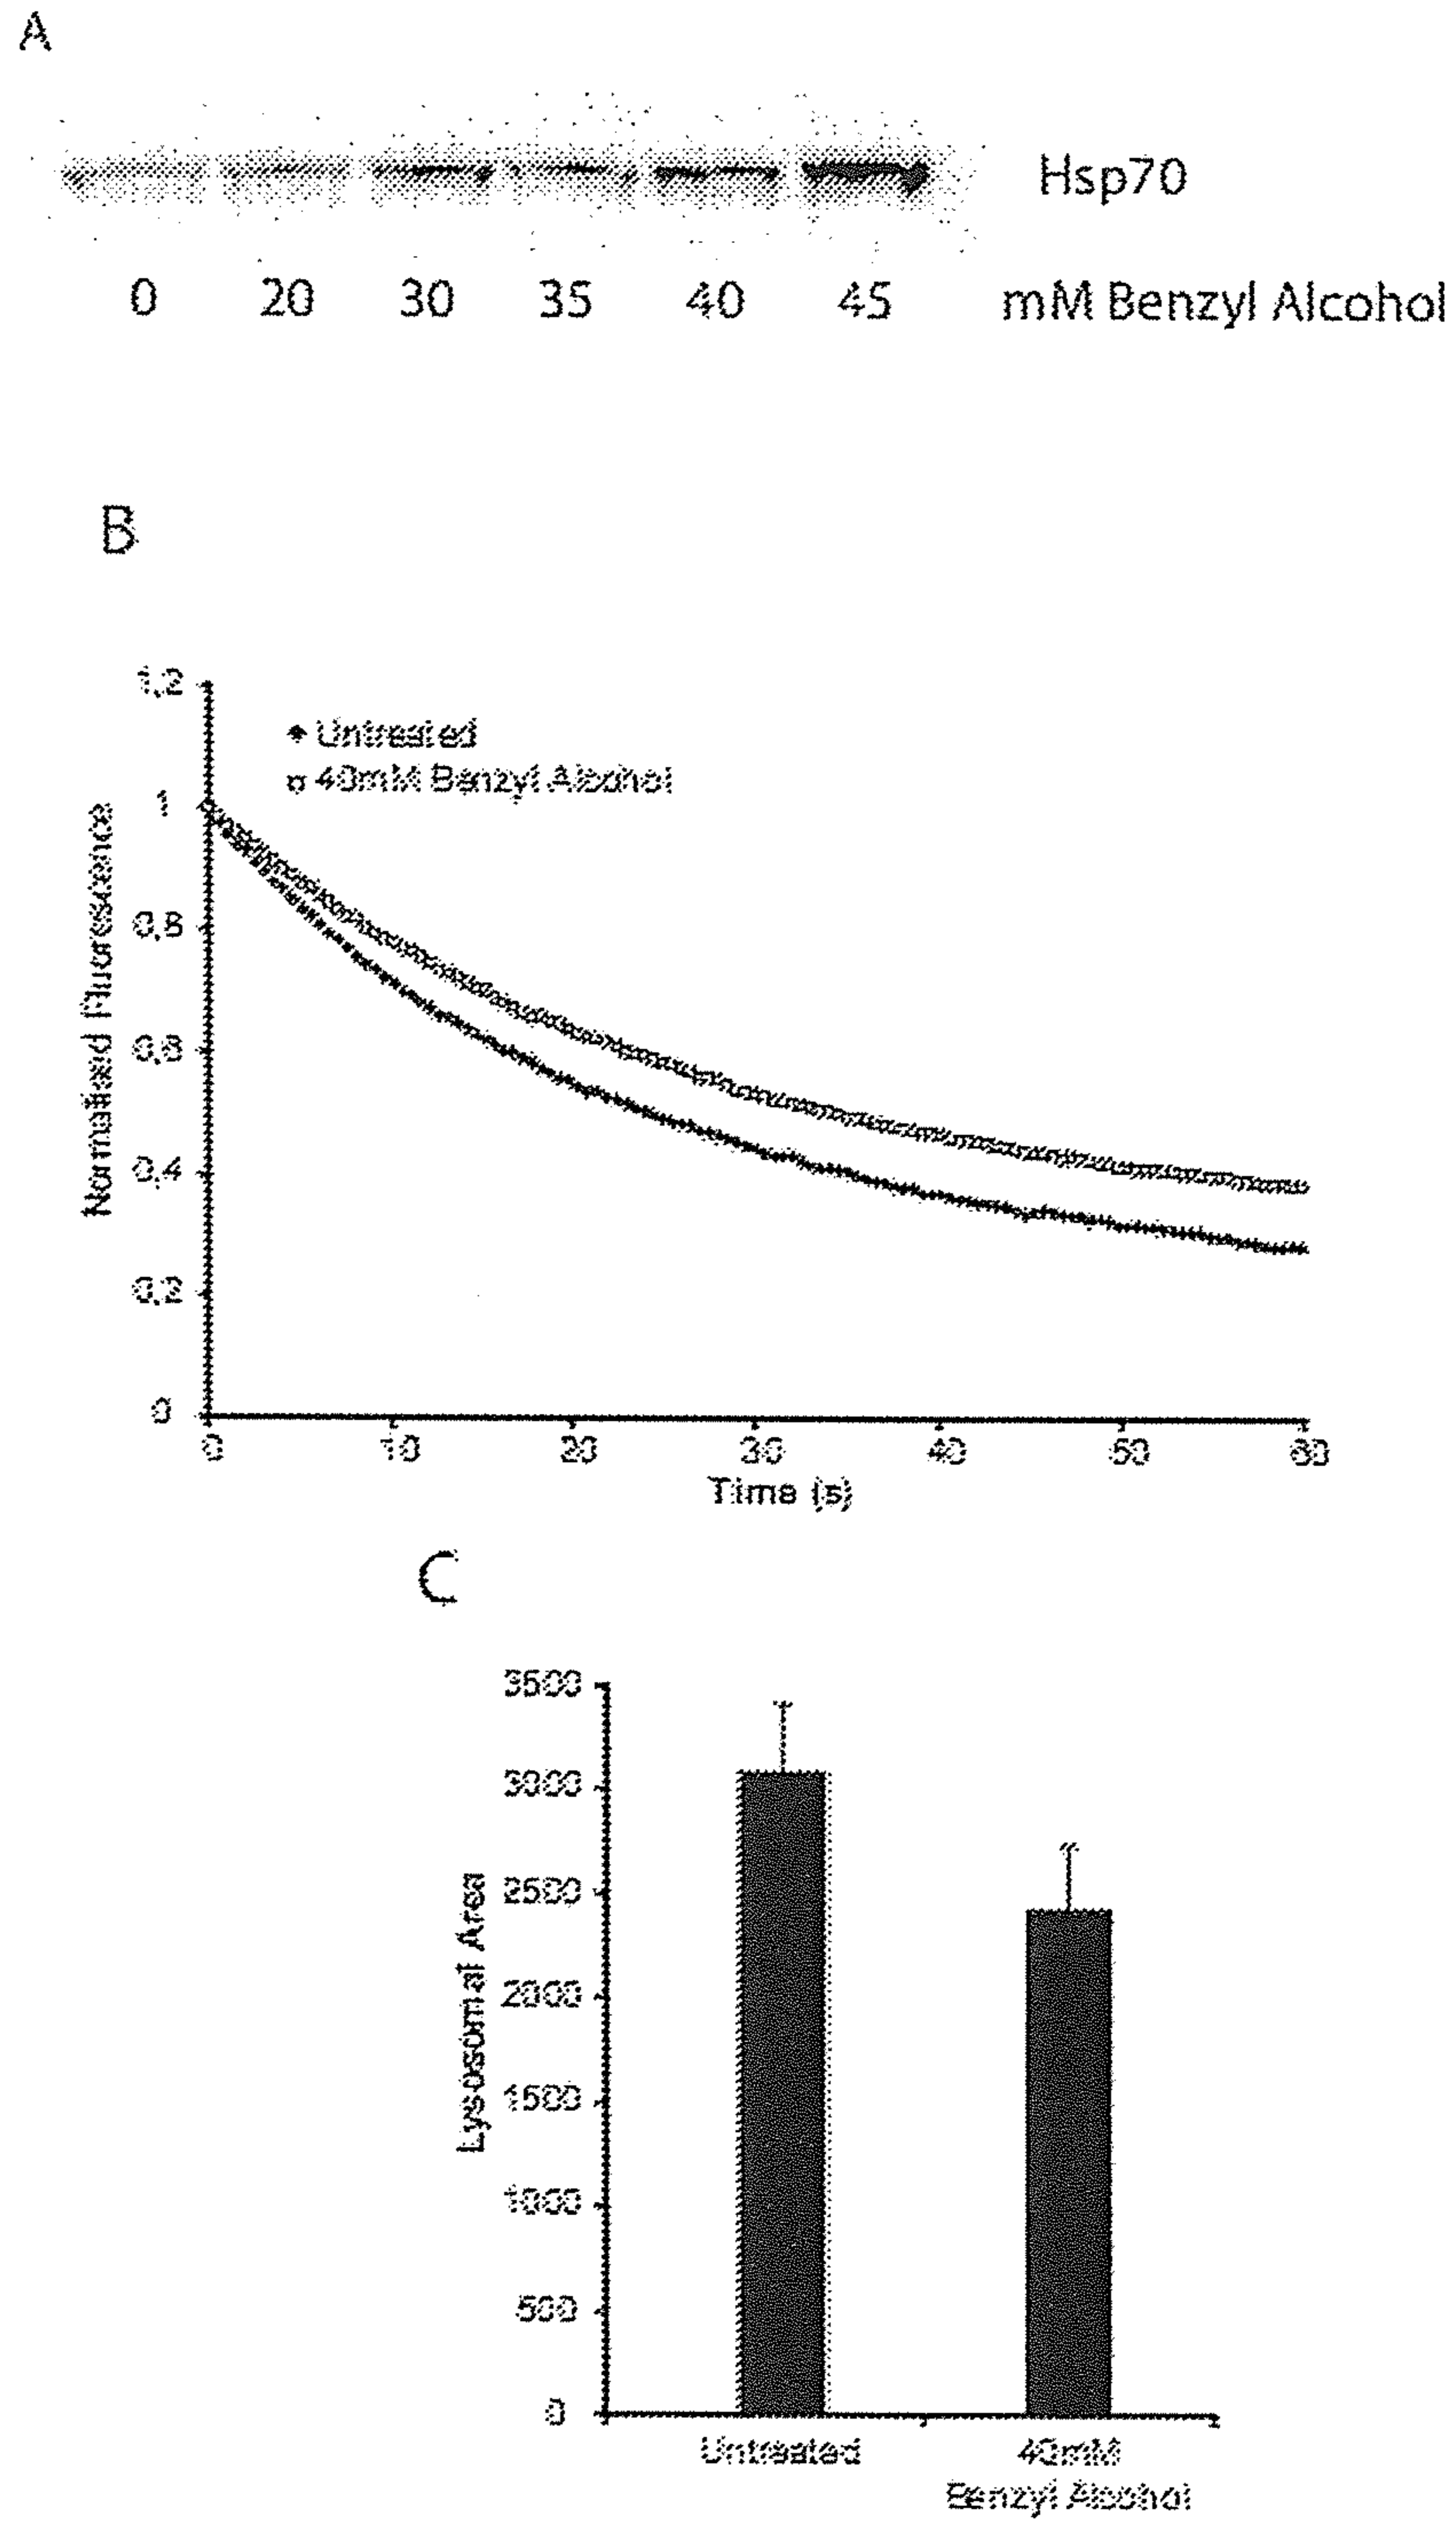 A
Hsp70
0 20 30 35 40 45 mM Benzyl Alcohol
B
1,2
Untreated
40mM Benzyl Alcohol
1
0,8
0,6
0,4
0,2
0
Normalised Fluorescence
0 10 20 30 40 50 60
Time (s)
C
3500
3000
2500
2000
1500
1000
500
0
Lysosomal Area
Untreated 40mM
Benzyl Alcohol